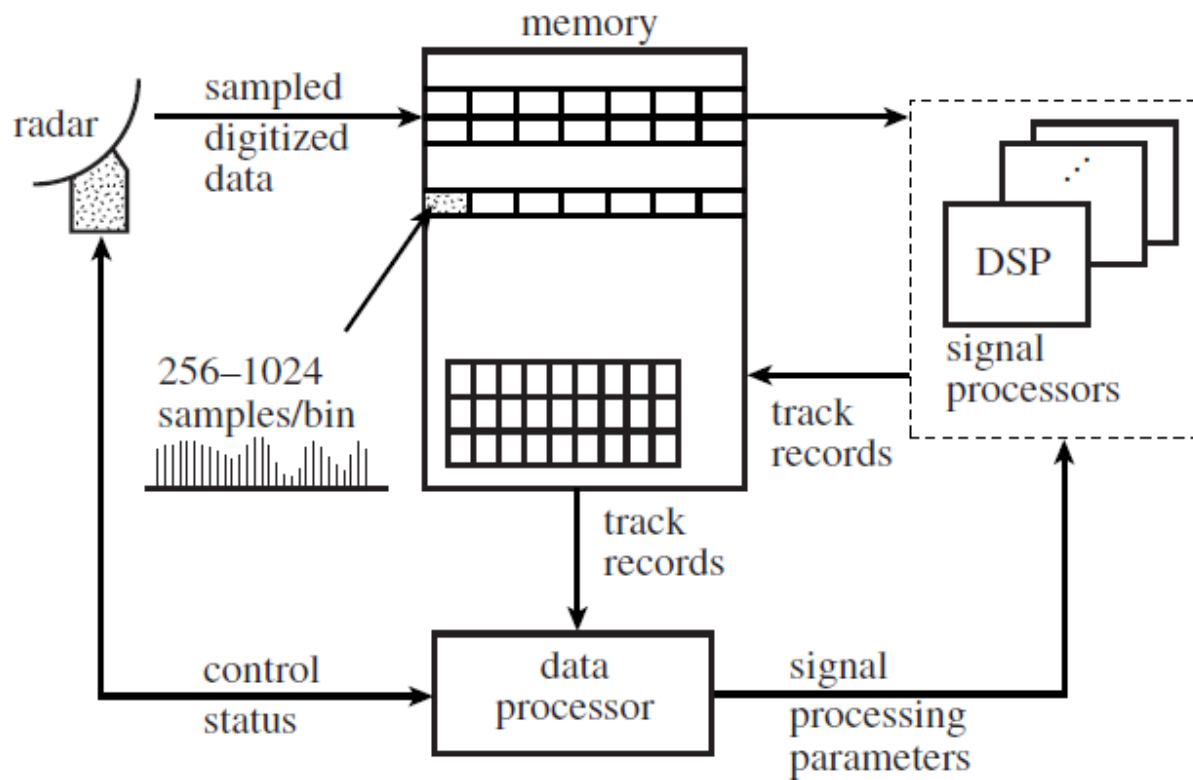 memory
radar
sampled
digitized
data
DSP
signal
processors
256–1024
samples/bin
track
records
track
records
control
status
data
processor
signal
processing
parameters